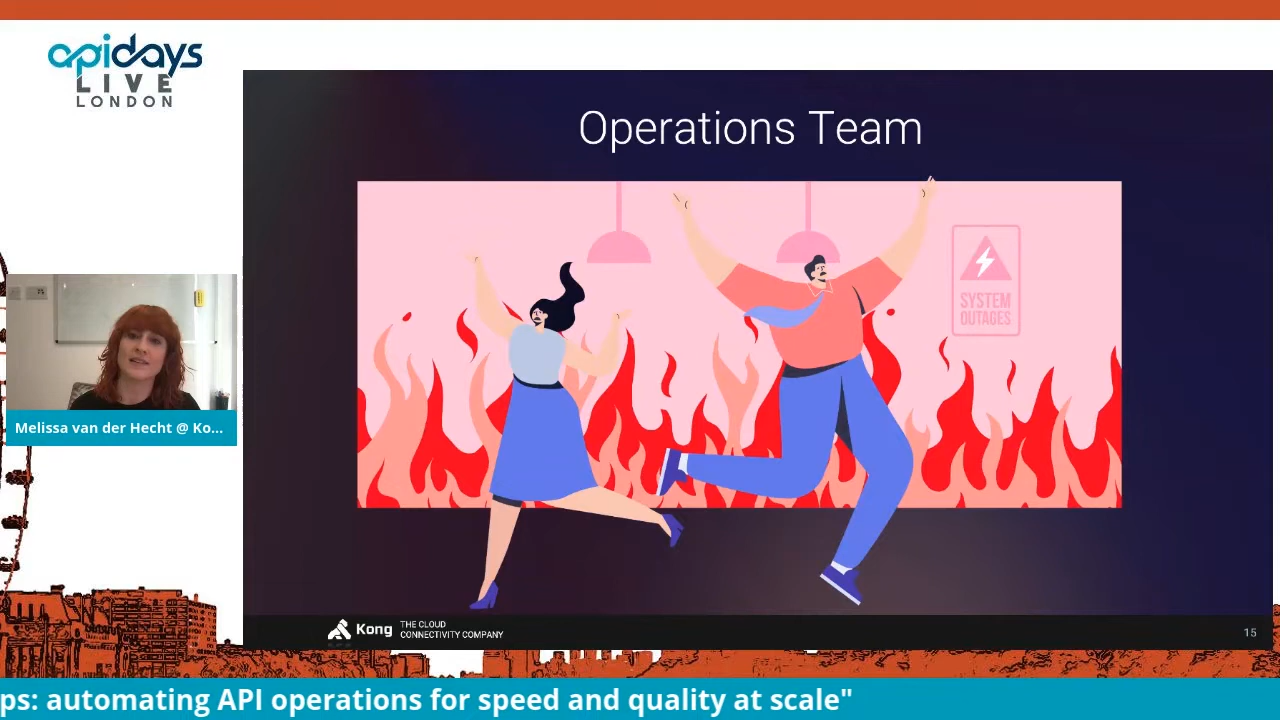 apidays
LIVE
LONDON
Operations Team
SYSTEM
OUTAGES
Melissa van der Hecht @ Ko...
Kong
THE CLOUD
CONNECTIVITY COMPANY
15
ps: automating API operations for speed and quality at scale"